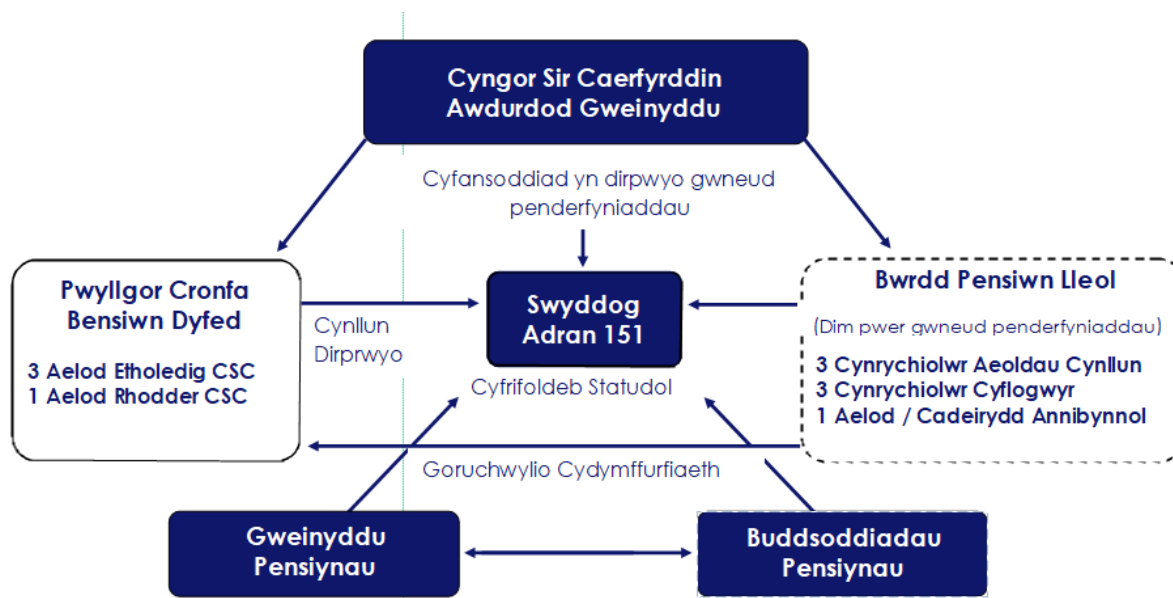 Cyngor Sir Caerfyrddin
Awdurdod Gweinyddu
Cyfansoddiad yn dirpwyo gwneud
penderfyniaddau
Pwyllgor Cronfa
Bensiwn Dyfed
3 Aelod Etholedig CSC
1 Aelod Rhodder CSC
Cynllun
Dirprwyo
Swyddog
Adran 151
Cyfrifoldeb Statudol
Bwrdd Pensiwn Lleol
(Dim pwer gwneud penderfyniaddau)
3 Cynrychiolwr Aeoldau Cynllun
3 Cynrychiolwr Cyflogwyr
1 Aelod / Cadeirydd Annibynnol
Goruchwylio Cydymffurfiaeth
Gweinyddu
Pensiynau
Buddsoddiadau
Pensiynau